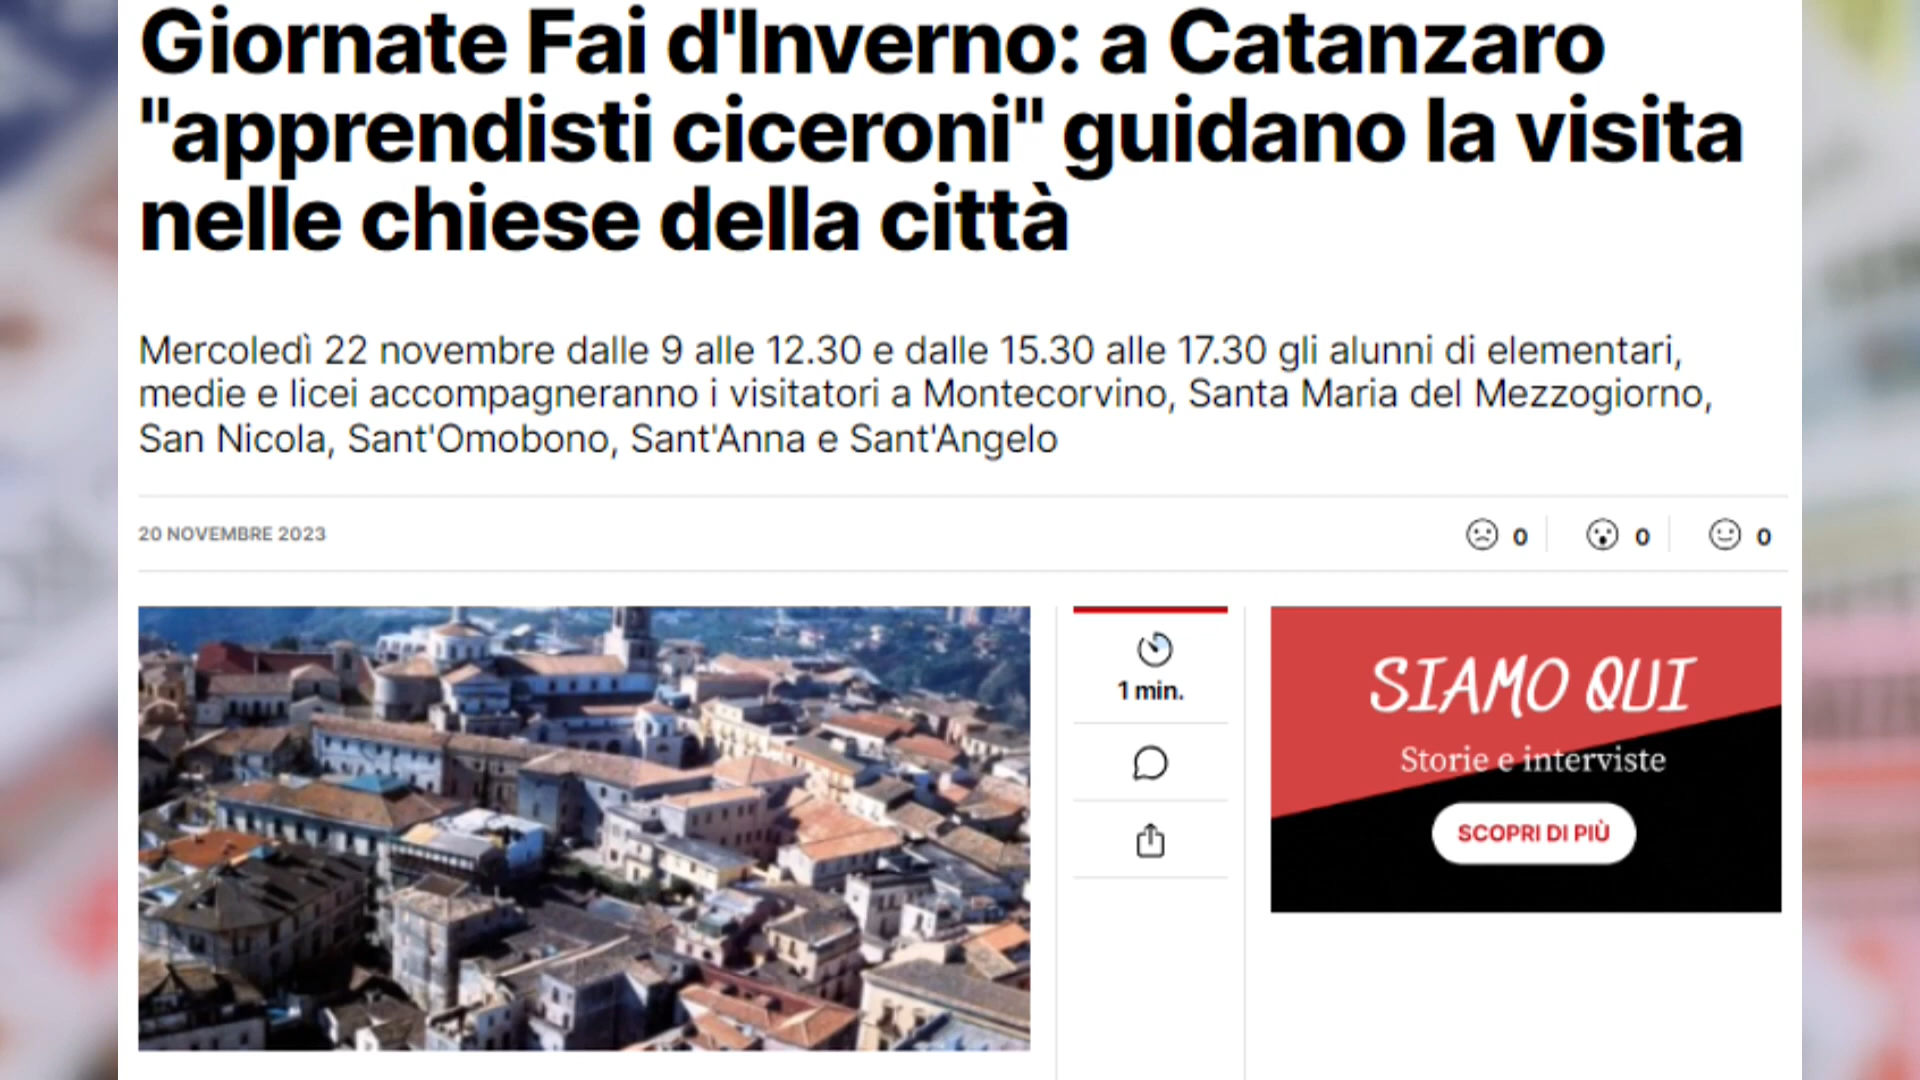 Giornate Fai d'Inverno: a Catanzaro
"apprendisti ciceroni" guidano la visita
nelle chiese della città
Mercoledì 22 novembre dalle 9 alle 12.30 e dalle 15.30 alle 17.30 gli alunni di elementari,
medie e licei accompagneranno i visitatori a Montecorvino, Santa Maria del Mezzogiorno,
San Nicola, Sant'Omobono, Sant'Anna e Sant'Angelo
20 NOVEMBRE 2023
0
0
0
1 min.
SIAMO QUI
Storie e interviste
SCOPRI DI PIÙ